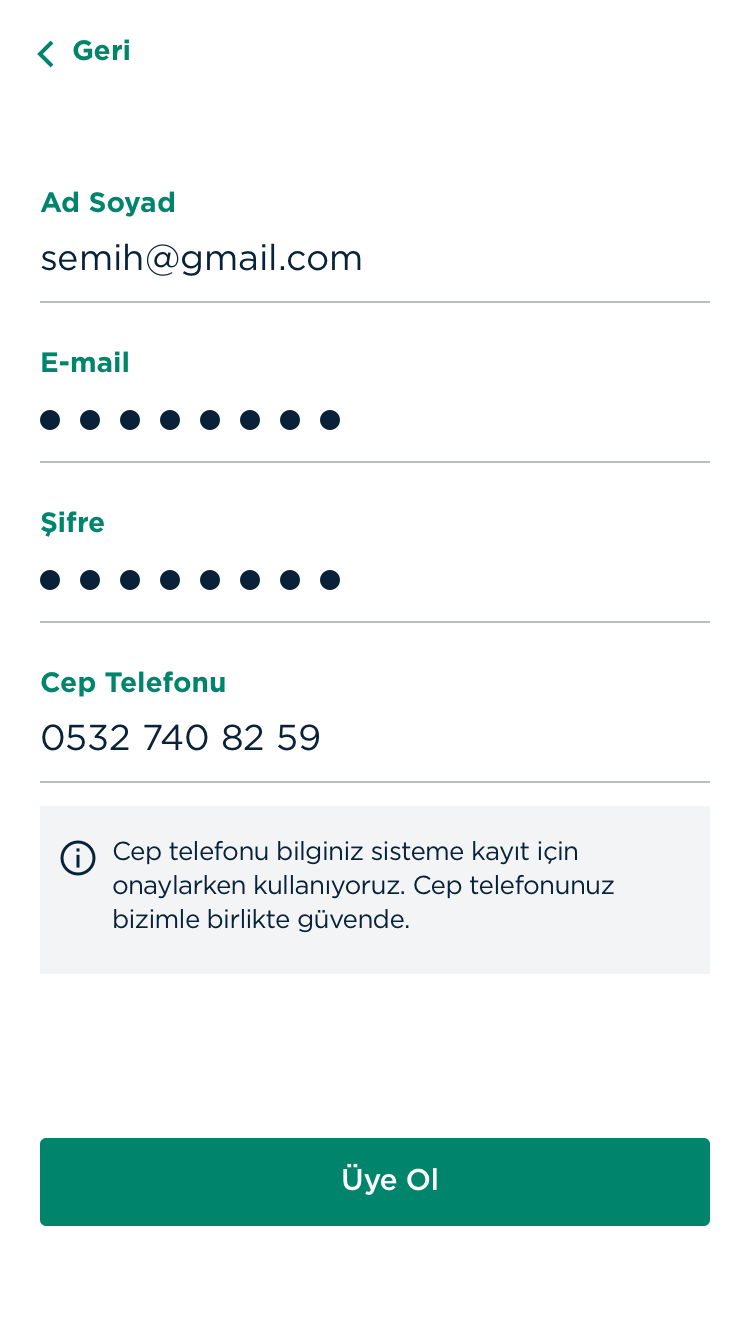 Geri
Ad Soyad
semih@gmail.com
E-mail
● ● ● ● ● ● ● ●
Şifre
● ● ● ● ● ● ● ●
Cep Telefonu
0532 740 82 59
Cep telefonu bilginiz sisteme kayıt için
onaylarken kullanıyoruz. Cep telefonunuz
bizimle birlikte güvende.
Üye Ol